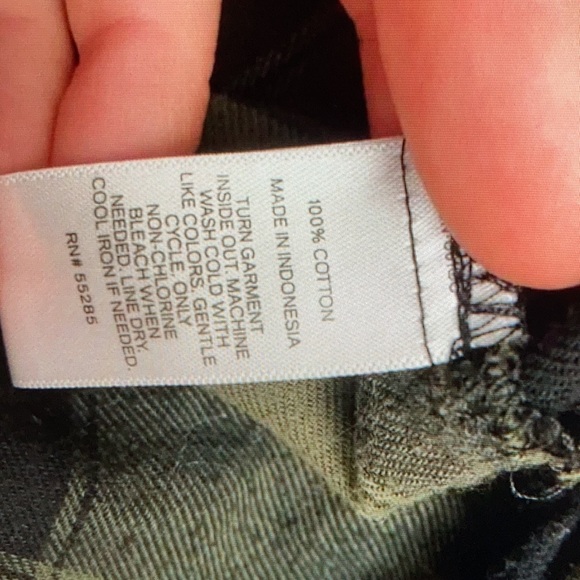 100% COTTON
MADE IN INDONESIA
TURN GARMENT
INSIDE OUT. MACHINE
WASH COLD WITH
LIKE COLORS. GENTLE
CYCLE. ONLY
NON-CHLORINE
BLEACH WHEN
NEEDED. LINE DRY.
COOL IRON IF NEEDED.
RN# 55285